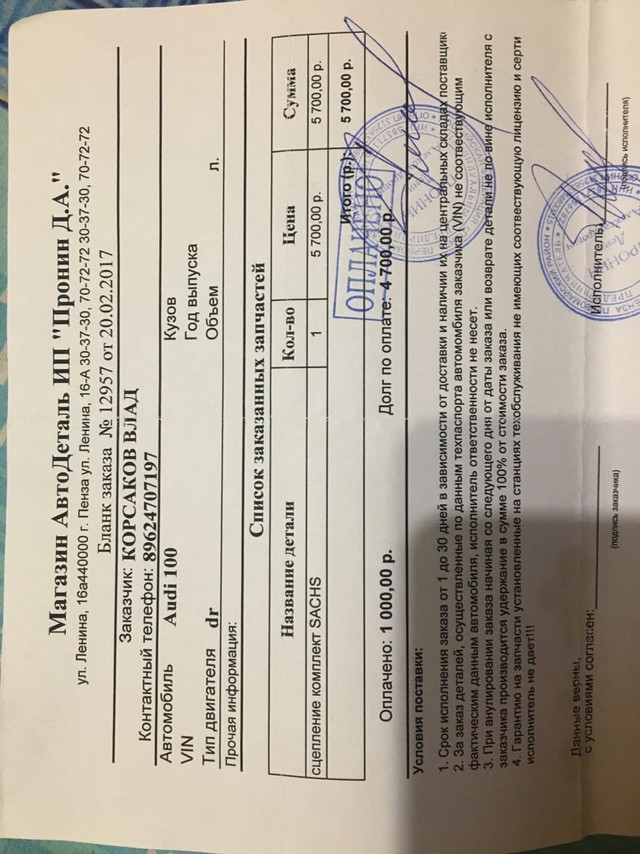 Магазин АвтоДеталь ИП "Пронин Д.А."
ул. Ленина, 16а440000 г. Пенза ул. Ленина, 16-А 30-37-30, 70-72-72 30-37-30, 70-72-72
Бланк заказа № 12957 от 20.02.2017
Заказчик: КОРСАКОВ ВЛАД
Контактный телефон: 89624707197
Автомобиль Audi 100 Кузов
VIN Год выпуска
Тип двигателя dr Объем л.
Прочая информация:
Список заказанных запчастей
Название детали Кол-во Цена Сумма
сцепление комплект SACHS 1 5 700,00 р. 5 700,00 р.
Итого (р.): 5 700,00 р.
ОПЛАЧЕНО
Оплачено: 1 000,00 р. Долг по оплате: 4 700,00 р.
Условия поставки:
1. Срок исполнения заказа от 1 до 30 дней в зависимости от доставки и наличии их на центральных складах поставщик
2. За заказ деталей, осуществленные по данным техпаспорта автомобиля заказчика (VIN) не соответствующим
фактическим данным автомобиля, исполнитель ответственности не несет.
3. При анулировании заказа начиная со следующего дня от даты заказа или возврате детали не по вине исполнителя с
заказчика производится удержание в сумме 100% от стоимости заказа.
4. Гарантию на запчасти установленные на станциях техобслуживания не имеющих соответствующую лицензию и серти
исполнитель не дает!!!
Данные верны,
с условиями согласен:
(подпись заказчика)
Исполнитель: